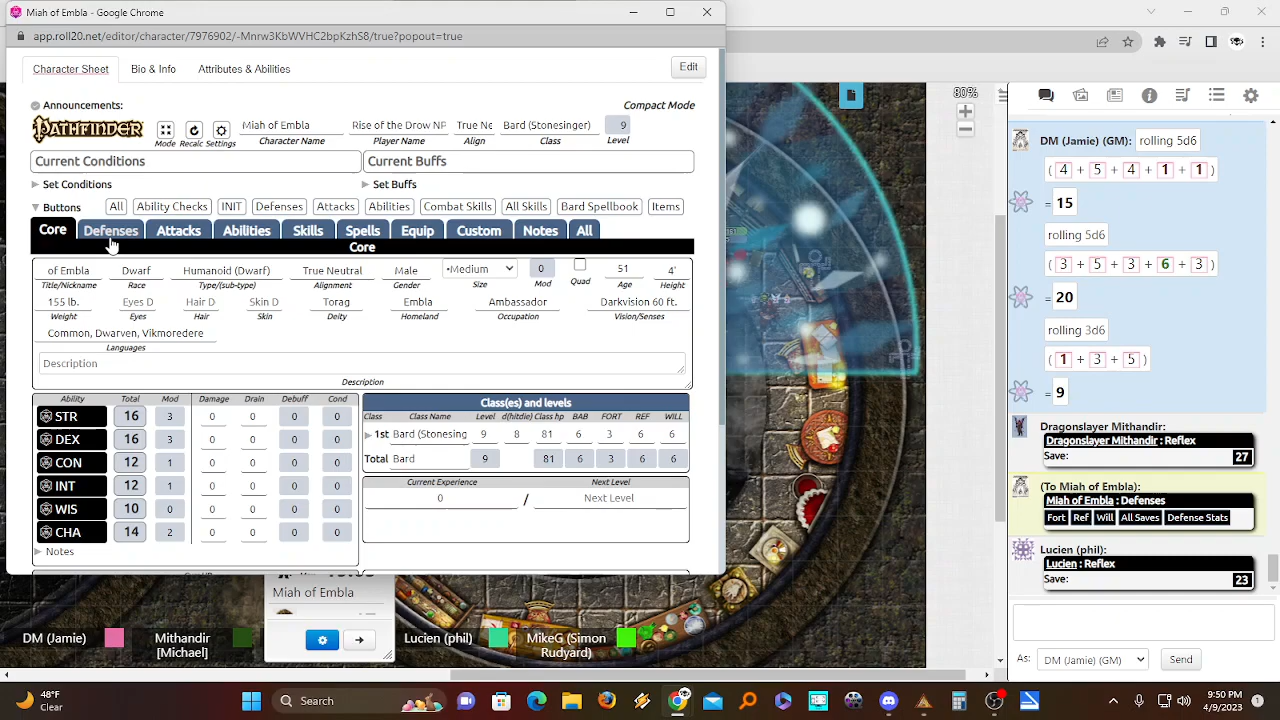 Miah of Embla
app.roll20.net/editor/character/7976902/-Mnrw3KbWVHC2bpKzhS8/true?popout=true
Character Sheet Bio & Info Attributes & Abilities Edit
Announcements: Compact Mode
PATHFINDER Mode Recalc Settings
Miah of Embla Rise of the Drow NP True Ne Bard (Stonesinger) 9
Character Name Player Name Align Class Level
Current Conditions Current Buffs
Set Conditions Set Buffs
Buttons All Ability Checks INIT Defenses Attacks Abilities Combat Skills All Skills Bard Spellbook Items
Core Defenses Attacks Abilities Skills Spells Equip Custom Notes All
Core
of Embla Dwarf Humanoid (Dwarf) True Neutral Male •Medium 0 51 4'
Title/Nickname Race Type/(sub-type) Alignment Gender Size Mod Quad Age Height
155 lb. Eyes D Hair D Skin D Torag Embla Ambassador Darkvision 60 ft.
Weight Eyes Hair Skin Deity Homeland Occupation Vision/Senses
Common, Dwarven, Vikmoredere
Languages
Description
Description
Ability Total Mod Damage Drain Debuff Cond
STR 16 3 0 0 0 0
DEX 16 3 0 0 0 0
CON 12 1 0 0 0 0
INT 12 1 0 0 0 0
WIS 10 0 0 0 0 0
CHA 14 2 0 0 0 0
Notes
Class(es) and levels
Class Class Name Level d(hitdie) Class hp BAB FORT REF WILL
1st Bard (Stonesing 9 8 81 6 3 6 6
Total Bard 9 81 6 3 6 6
Current Experience Next Level
0 / Next Level
Miah of Embla
DM (Jamie)
Mithandir
[Michael]
Lucien (phil)
MikeG (Simon
Rudyard)
80%
DM (Jamie) (GM): rolling 5d6
( 4 + 5 + 4 + 1 + 1 )
= 15
rolling 5d6
( 3 + 5 + 3 + 6 + 3 )
= 20
rolling 3d6
( 1 + 3 + 5 )
= 9
Dragonslayer Mithandir:
Dragonslayer Mithandir : Reflex
Save: 27
(To Miah of Embla):
Miah of Embla : Defenses
Fort Ref Will All Saves Defense Stats
Lucien (phil):
Lucien : Reflex
Save: 23
As: DM (Jamie) (GM) Send
48°F
Clear
Search
9:50 PM
4/9/2023